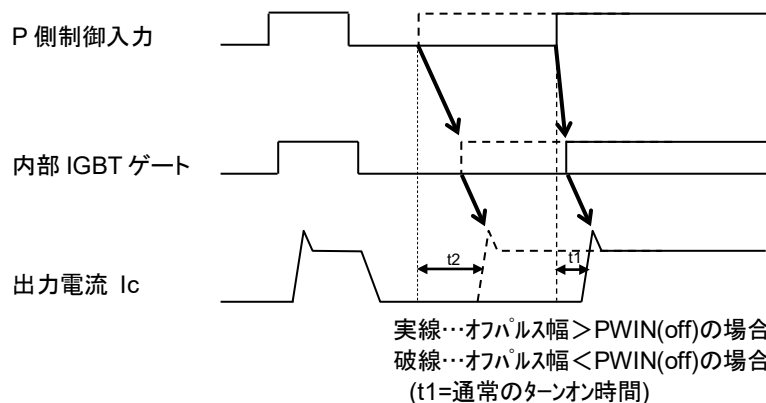 P 側制御入力
内部 IGBT ゲート
t2
t1
出力電流 Ic
実線…オフパルス幅＞PWIN(off)の場合
破線…オフパルス幅＜PWIN(off)の場合
(t1=通常のターンオン時間)